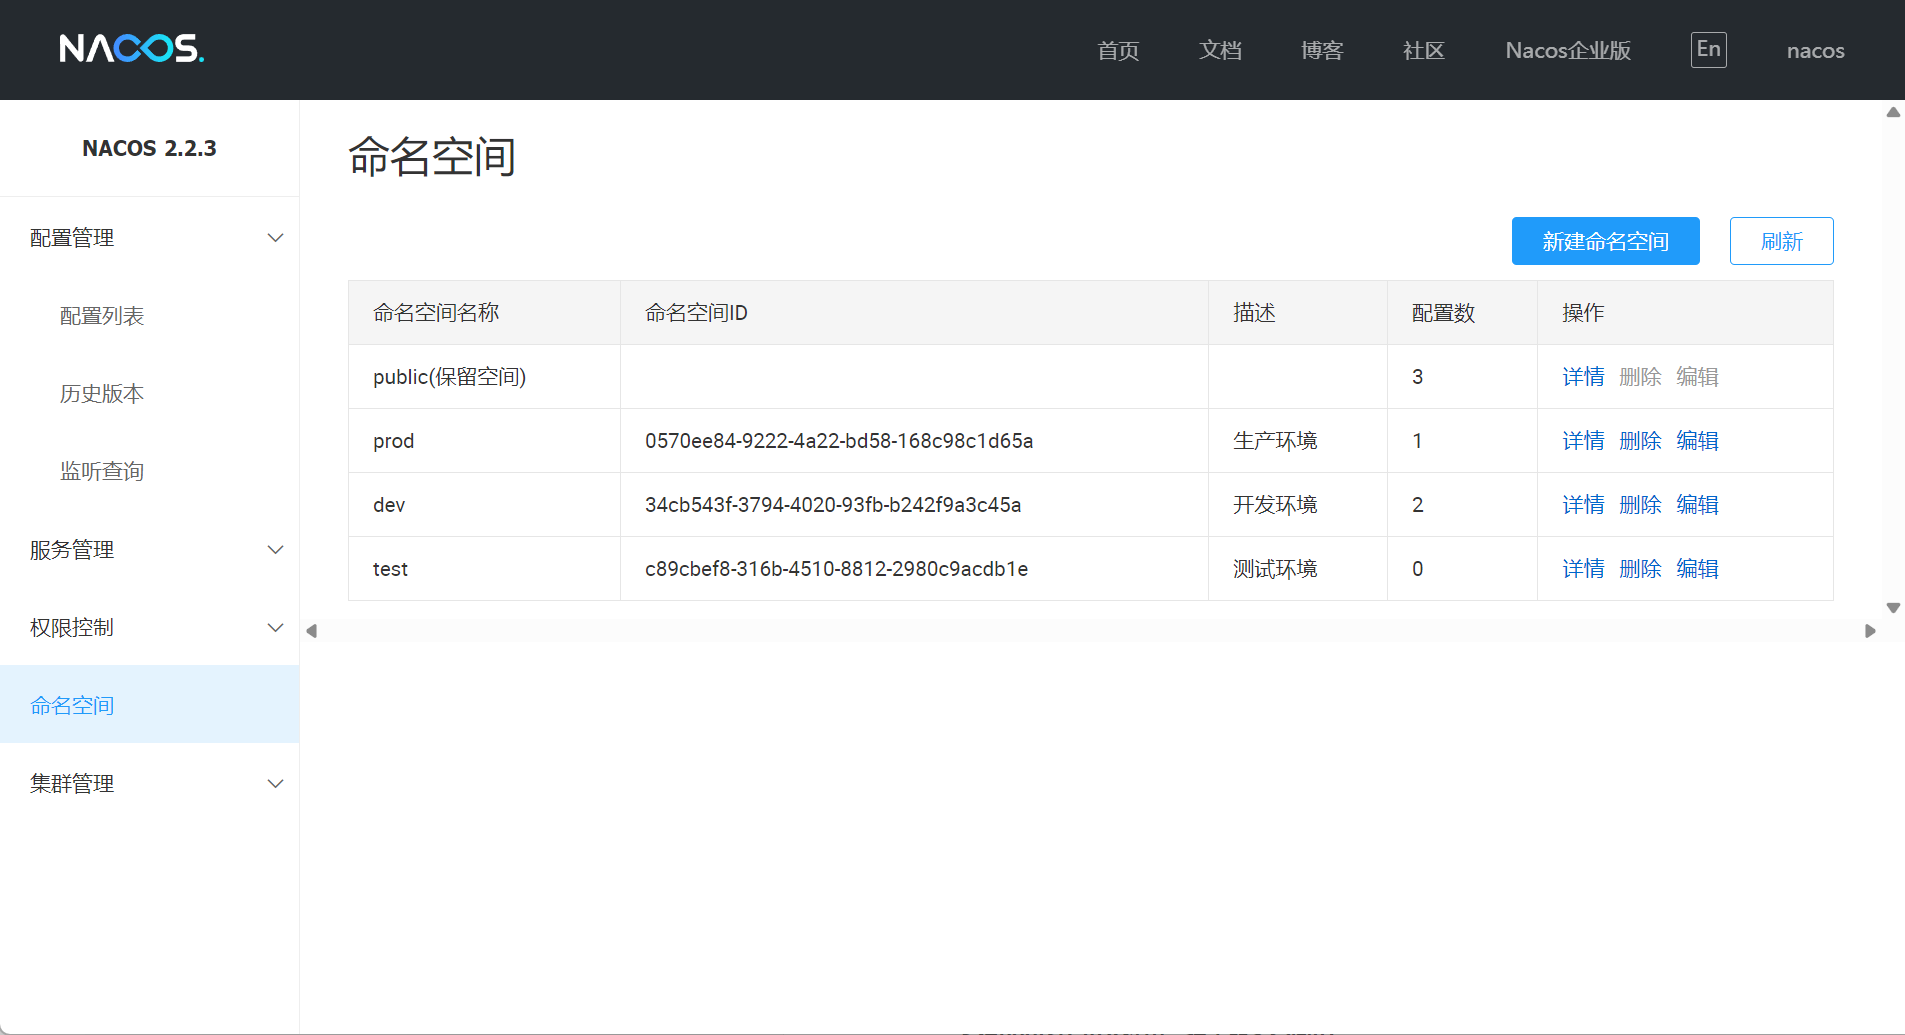 NACOS.
首页 文档 博客 社区 Nacos企业版 En nacos
NACOS 2.2.3
配置管理
配置列表
历史版本
监听查询
服务管理
权限控制
命名空间
集群管理
命名空间
新建命名空间 刷新
命名空间名称 命名空间ID 描述 配置数 操作
public(保留空间) 3 详情 删除 编辑
prod 0570ee84-9222-4a22-bd58-168c98c1d65a 生产环境 1 详情 删除 编辑
dev 34cb543f-3794-4020-93fb-b242f9a3c45a 开发环境 2 详情 删除 编辑
test c89cbef8-316b-4510-8812-2980c9acdb1e 测试环境 0 详情 删除 编辑